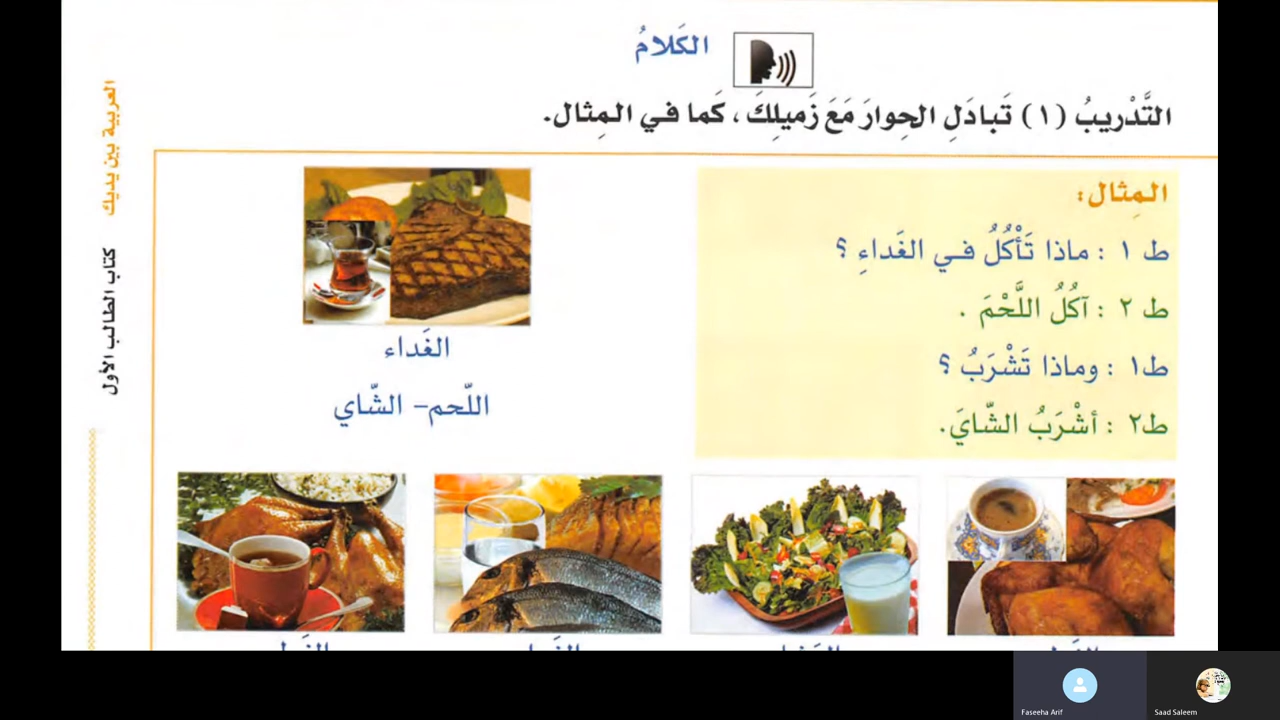 الكَلامُ
التَّدْريبُ (١) تَبادَلِ الحِوارَ مَعَ زَميلِكَ، كَما في المِثال.
المِثال:
ط ١ : ماذا تَأْكُلُ في الغَداءِ ؟
ط ٢ : آكُلُ اللَّحْمَ .
ط١ : وماذا تَشْرَبُ ؟
ط٢ : أشْرَبُ الشّايَ.
الغَداء
اللّحم– الشّاي
العربية بين يديك
كتاب الطالب الأول
Faseeha Arif
Saad Saleem